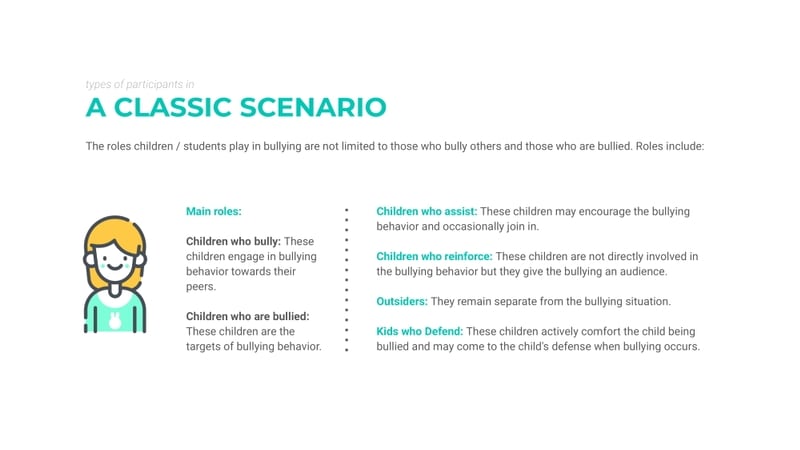 types of participants in
A CLASSIC SCENARIO
The roles children / students play in bullying are not limited to those who bully others and those who are bullied. Roles include:
Main roles:
Children who bully: These
children engage in bullying
behavior towards their
peers.
Children who are bullied:
These children are the
targets of bullying behavior.
Children who assist: These children may encourage the bullying
behavior and occasionally join in.
Children who reinforce: These children are not directly involved in
the bullying behavior but they give the bullying an audience.
Outsiders: They remain separate from the bullying situation.
Kids who Defend: These children actively comfort the child being
bullied and may come to the child's defense when bullying occurs.